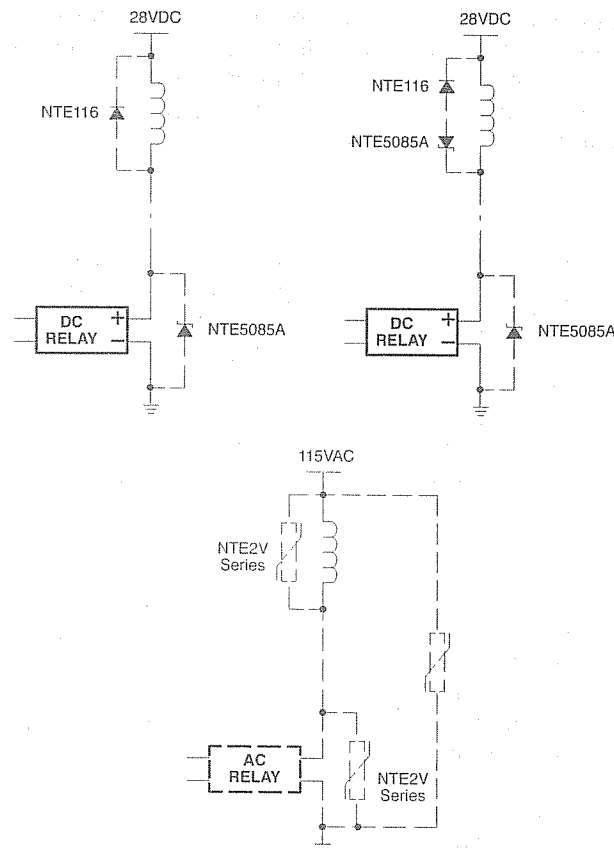 28VDC
NTE116
DC
RELAY
+
−
NTE5085A
28VDC
NTE116
NTE5085A
DC
RELAY
+
−
NTE5085A
115VAC
NTE2V
Series
AC
RELAY
NTE2V
Series